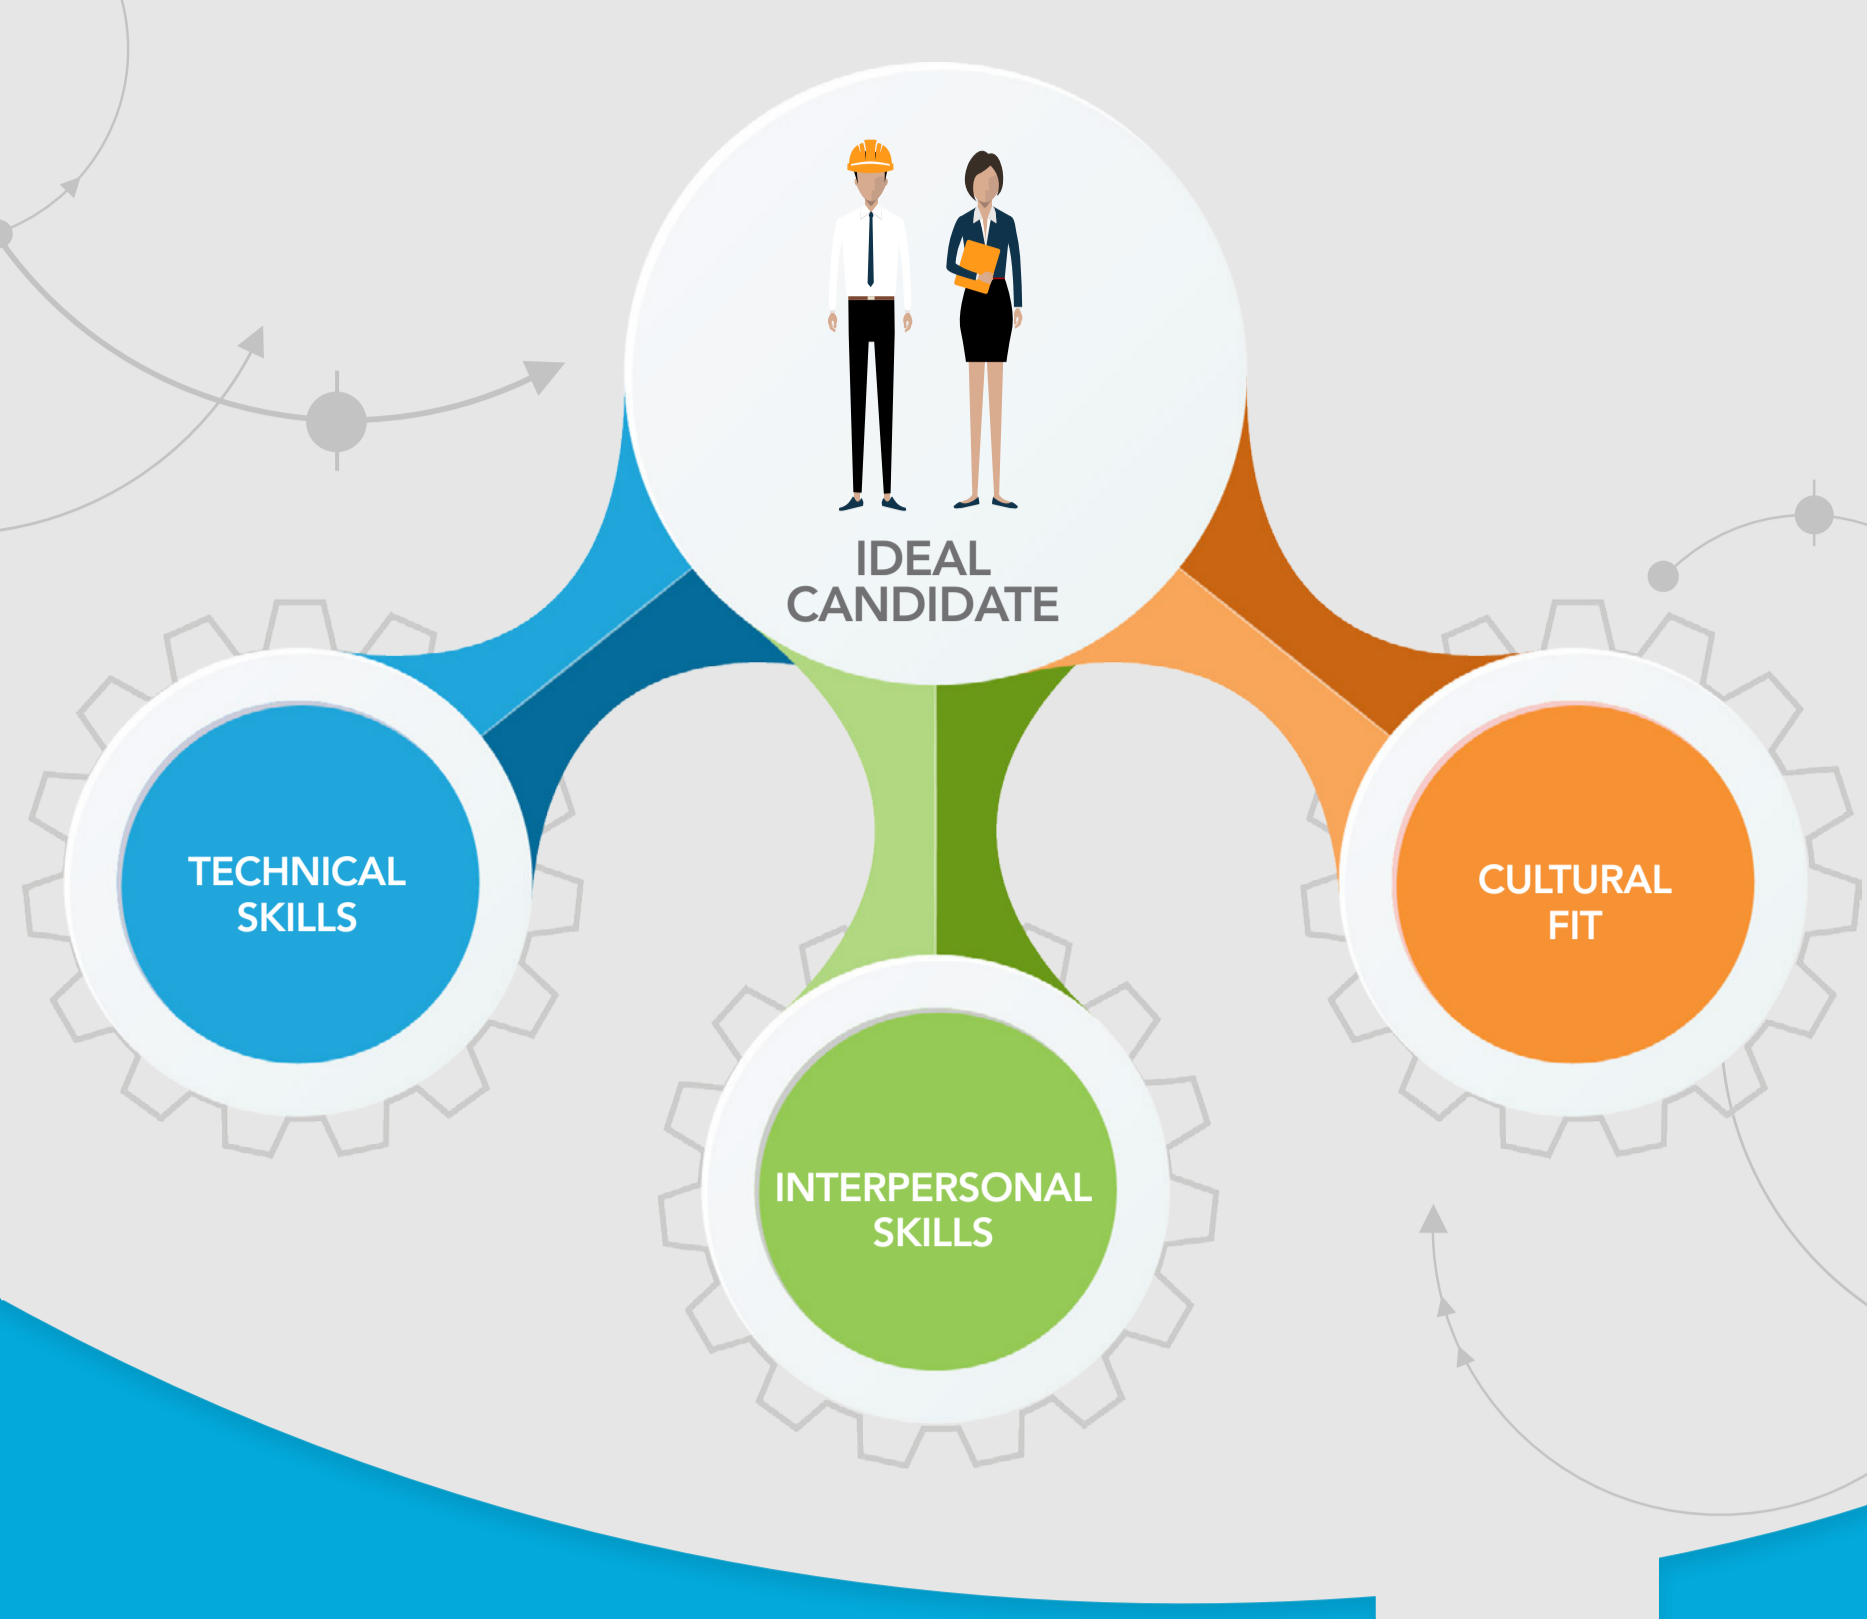 IDEAL
CANDIDATE
TECHNICAL
SKILLS
CULTURAL
FIT
INTERPERSONAL
SKILLS